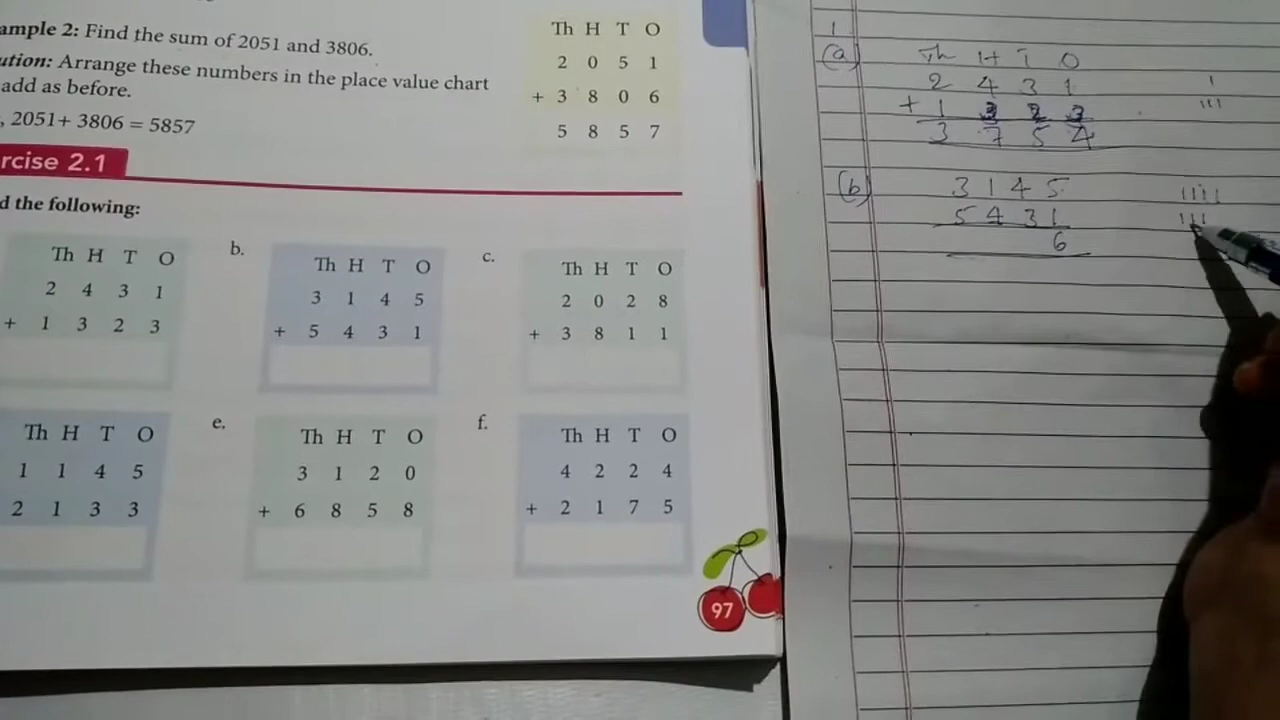 ample 2: Find the sum of 2051 and 3806.
ution: Arrange these numbers in the place value chart
add as before.
, 2051+ 3806 = 5857
Th H T O
2 0 5 1
+ 3 8 0 6
5 8 5 7
rcise 2.1
d the following:
Th H T O
2 4 3 1
+ 1 3 2 3
b.
Th H T O
3 1 4 5
+ 5 4 3 1
c.
Th H T O
2 0 2 8
+ 3 8 1 1
Th H T O
1 1 4 5
2 1 3 3
e.
Th H T O
3 1 2 0
+ 6 8 5 8
f.
Th H T O
4 2 2 4
+ 2 1 7 5
97
1
(a) Th H T O
2 4 3 1
+ 1 3 2 3
3 7 5 4
(b) 3 1 4 5
5 4 3 1
6